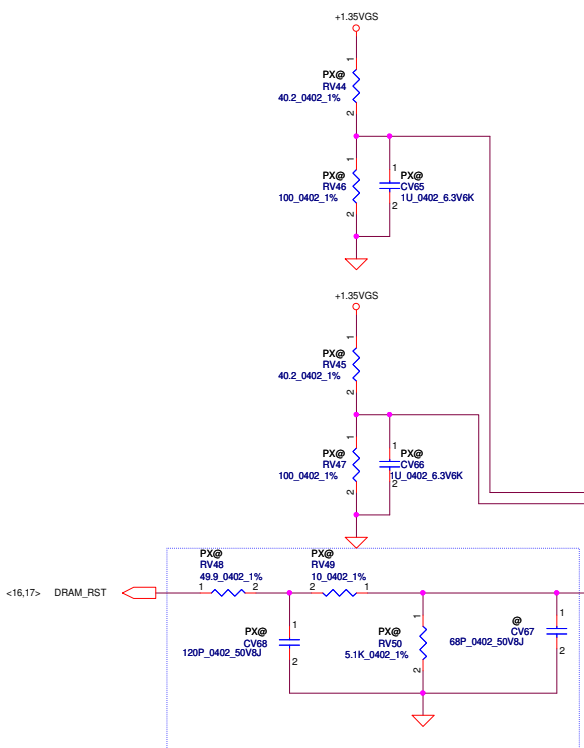 +1.35VGS
1
PX@
RV44
40.2_0402_1%
2
1
PX@
RV46
100_0402_1%
2
1
PX@
CV65
1U_0402_6.3V6K
2
+1.35VGS
1
PX@
RV45
40.2_0402_1%
2
1
PX@
RV47
100_0402_1%
2
1
PX@
CV66
1U_0402_6.3V6K
2
PX@
RV48
49.9_0402_1%
1 2
PX@
RV49
10_0402_1%
2 1
<16,17> DRAM_RST
1
PX@
CV68
120P_0402_50V8J
2
1
PX@
RV50
5.1K_0402_1%
2
@
1
CV67
68P_0402_50V8J
2